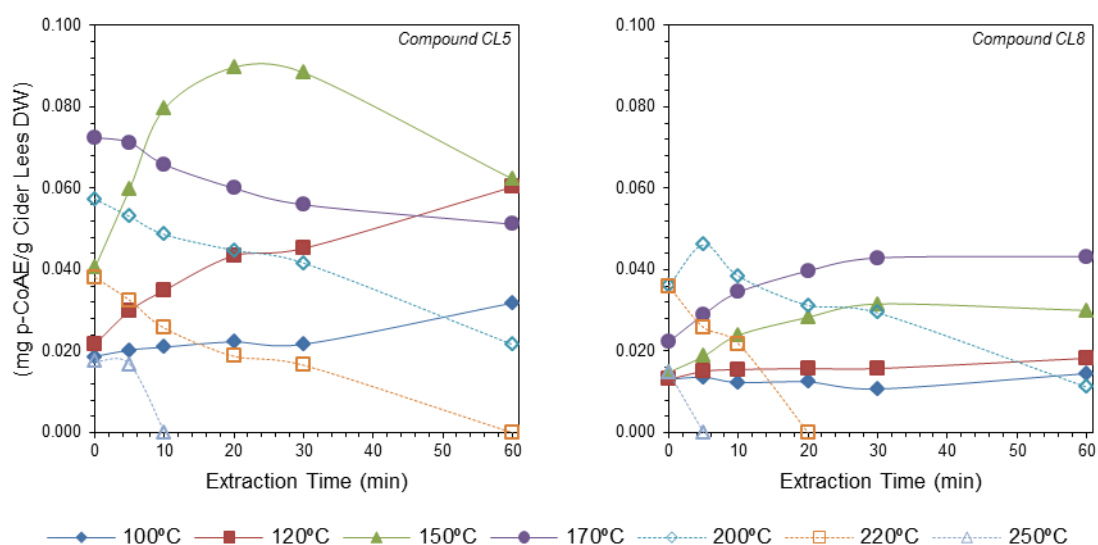 Compound CL5
0.100
0.080
0.060
0.040
0.020
0.000
(mg p-CoAE/g Cider Lees DW)
0 10 20 30 40 50 60
Extraction Time (min)
Compound CL8
0.100
0.080
0.060
0.040
0.020
0.000
0 10 20 30 40 50 60
Extraction Time (min)
100ºC 120ºC 150ºC 170ºC 200ºC 220ºC 250ºC